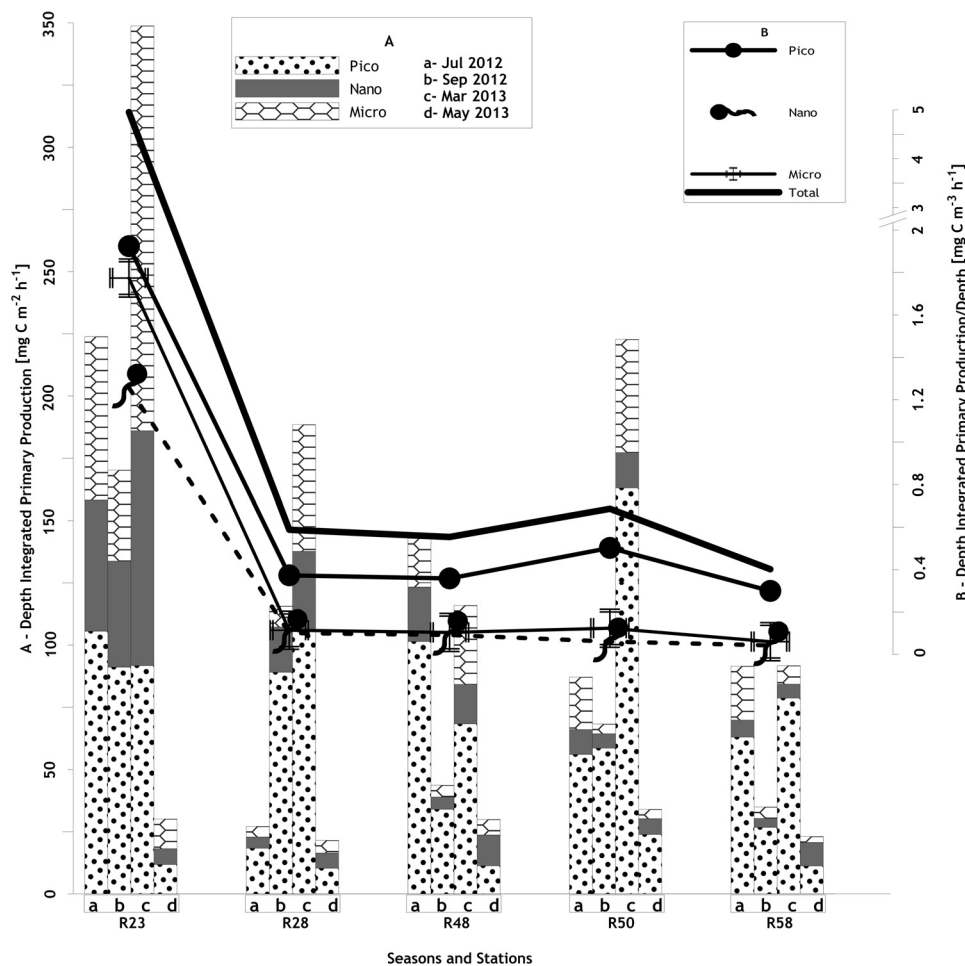 A - Depth Integrated Primary Production [mg C m-2 h-1]
350
300
250
200
150
100
50
0
A
Pico
Nano
Micro
a- Jul 2012
b- Sep 2012
c- Mar 2013
d- May 2013
B
Pico
Nano
Micro
Total
5
4
3
2
1.6
1.2
0.8
0.4
0
B - Depth Integrated Primary Production/Depth [mg C m-3 h-1]
a b c d
R23
a b c d
R28
a b c d
R48
a b c d
R50
a b c d
R58
Seasons and Stations